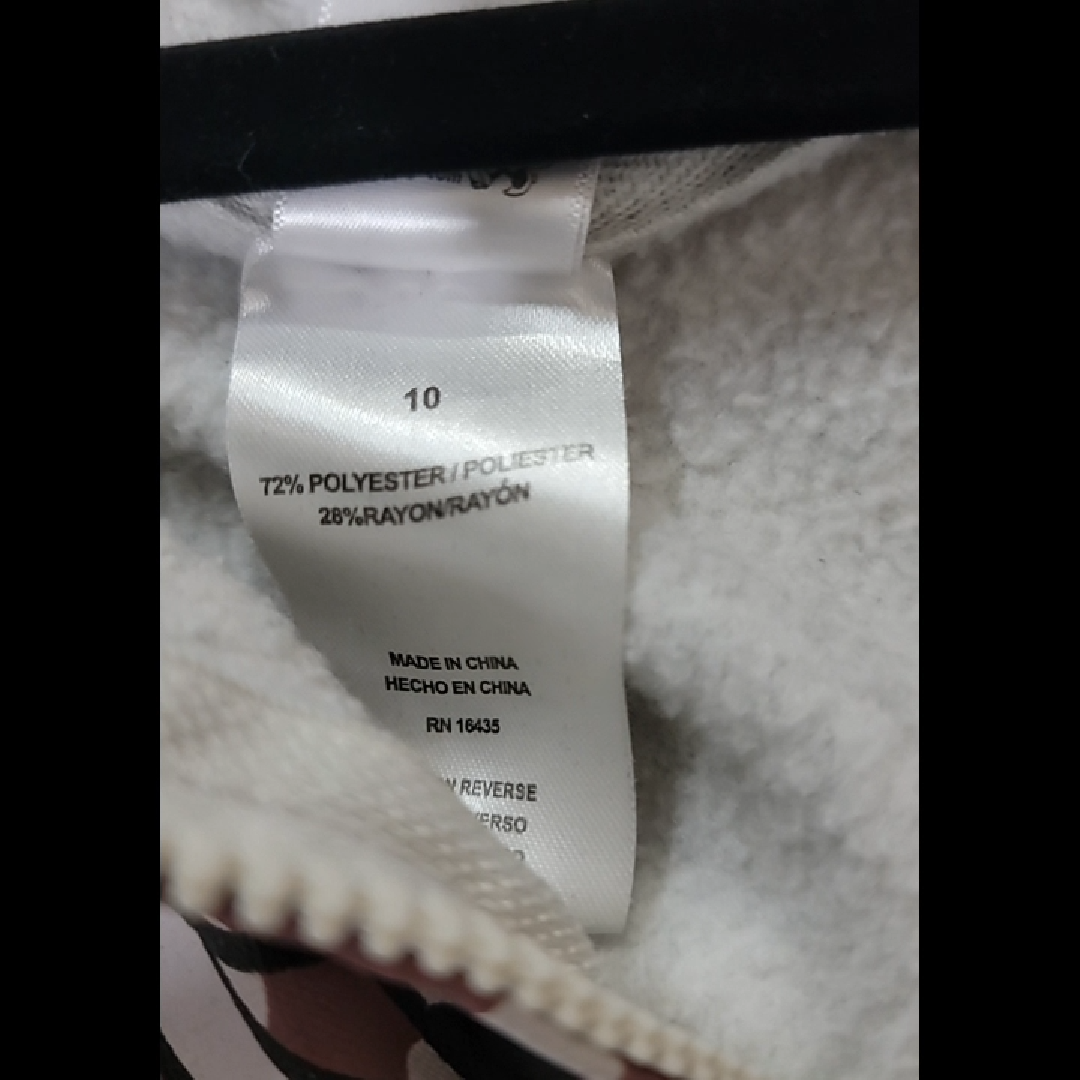 10
72% POLYESTER / POLIESTER
28%RAYON/RAYÓN
MADE IN CHINA
HECHO EN CHINA
RN 16435
REVERSE